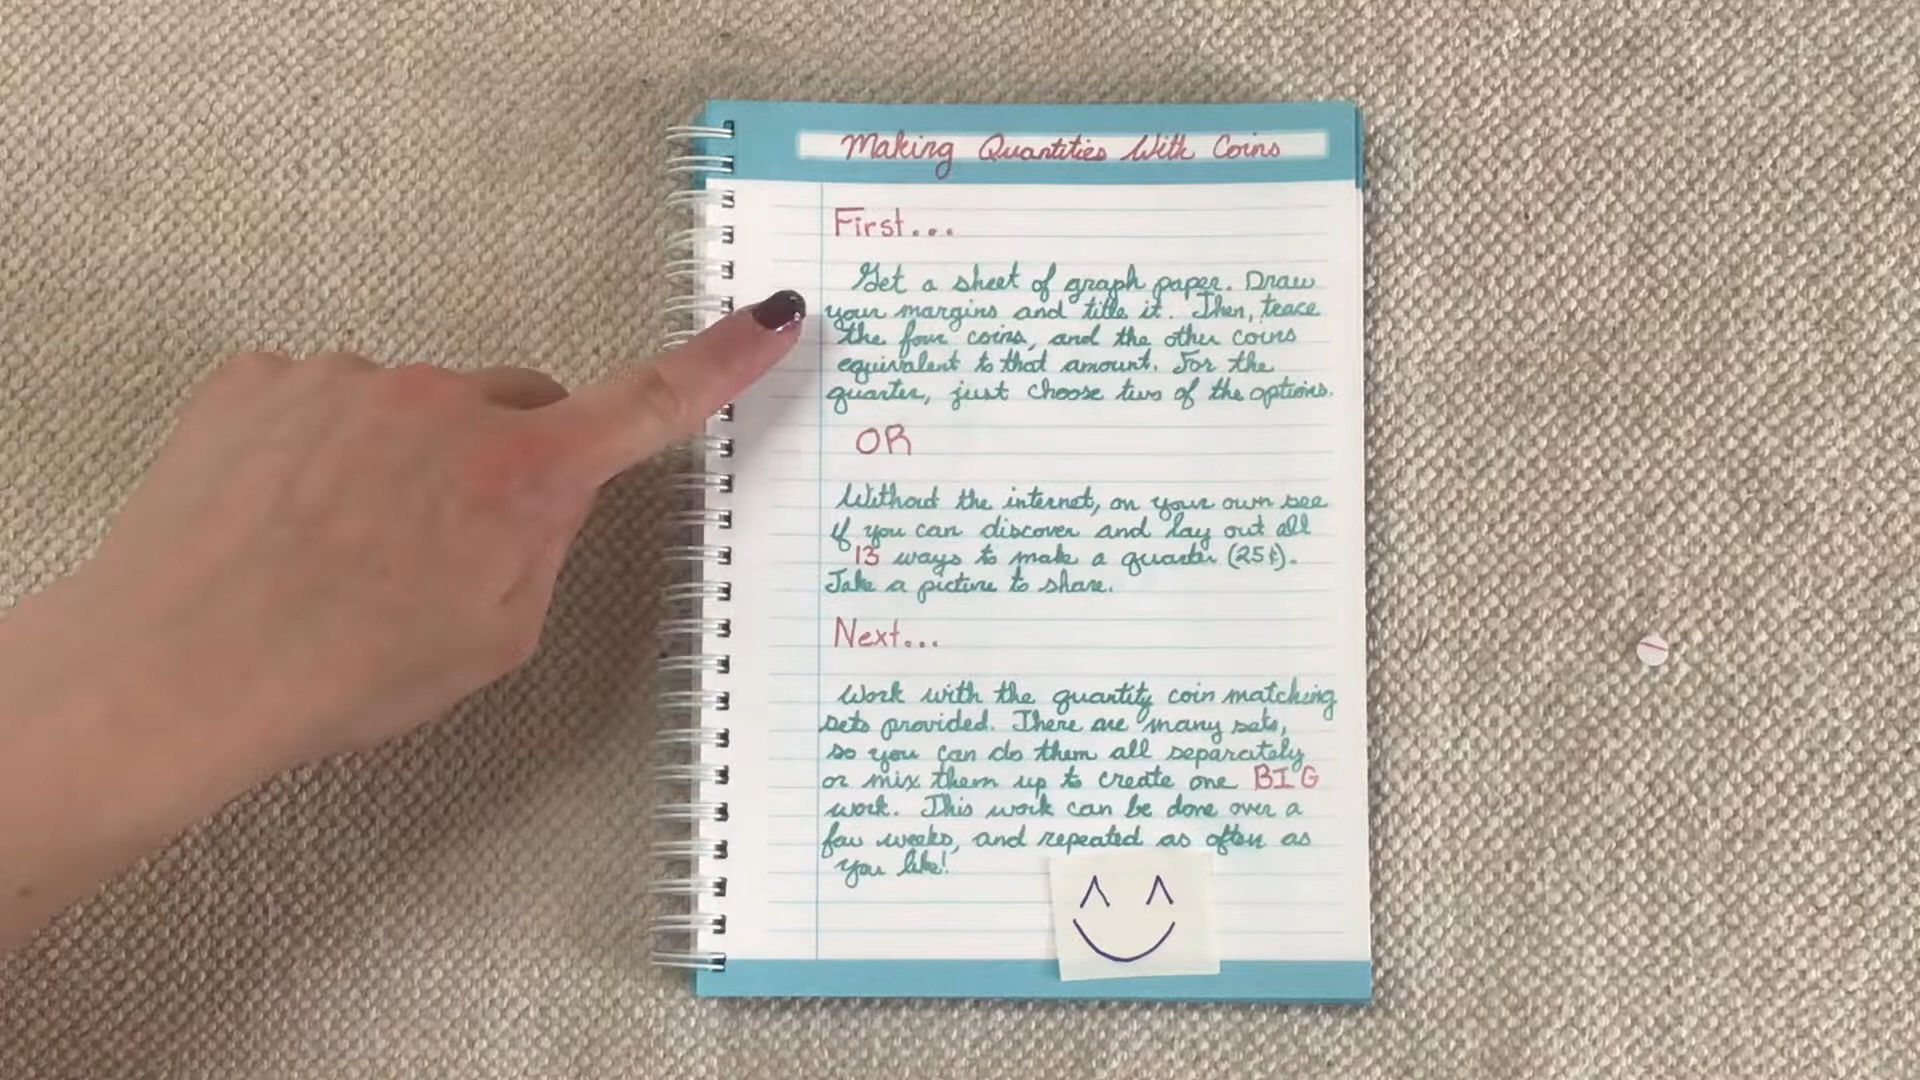 Making Quantities With Coins
First...
Get a sheet of graph paper. Draw
your margins and title it. Then, trace
the four coins, and the other coins
equivalent to that amount. For the
quarter, just choose two of the options.
OR
Without the internet, on your own see
if you can discover and lay out all
13 ways to make a quarter (25¢).
Take a picture to share.
Next...
Work with the quantity coin matching
sets provided. There are many sets,
so you can do them all separately
or mix them up to create one BIG
work. This work can be done over a
few weeks, and repeated as often as
you like!